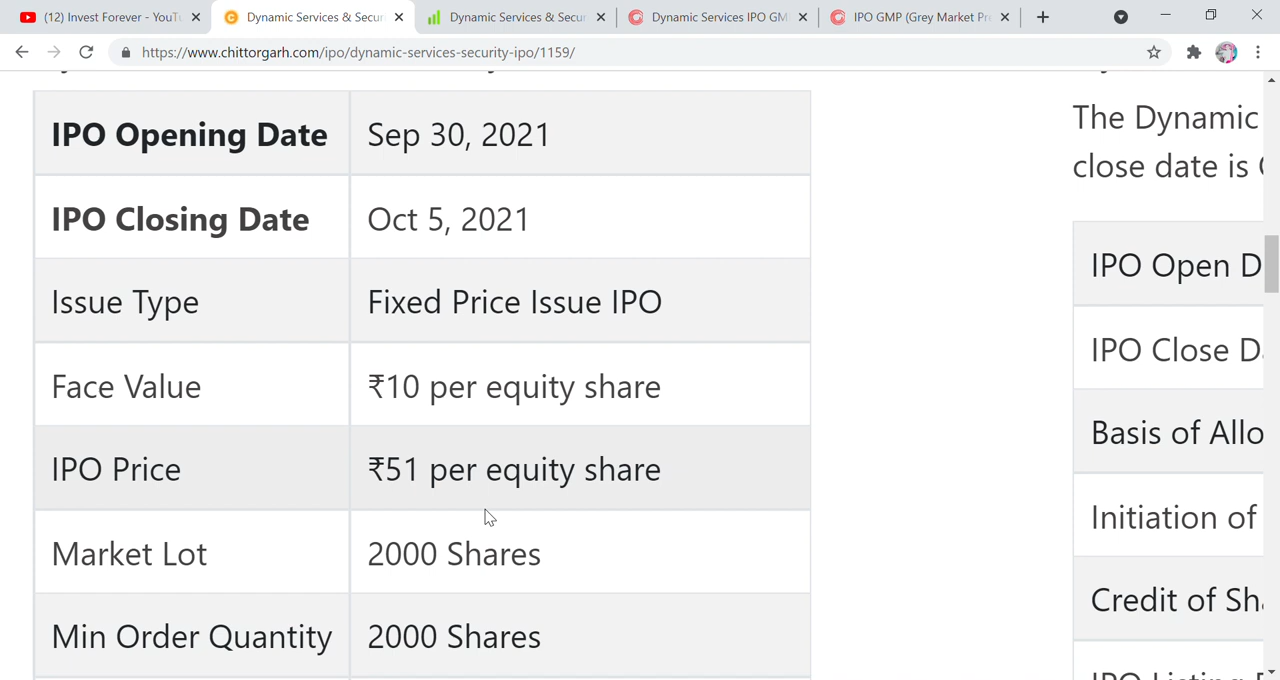 (12) Invest Forever - YouTu
Dynamic Services & Secur
Dynamic Services & Secur
Dynamic Services IPO GM
IPO GMP (Grey Market Pr
https://www.chittorgarh.com/ipo/dynamic-services-security-ipo/1159/
IPO Opening Date Sep 30, 2021
IPO Closing Date Oct 5, 2021
Issue Type Fixed Price Issue IPO
Face Value ₹10 per equity share
IPO Price ₹51 per equity share
Market Lot 2000 Shares
Min Order Quantity 2000 Shares
The Dynamic
close date is
IPO Open D
IPO Close D
Basis of Allo
Initiation of
Credit of Sh
IPO Listing